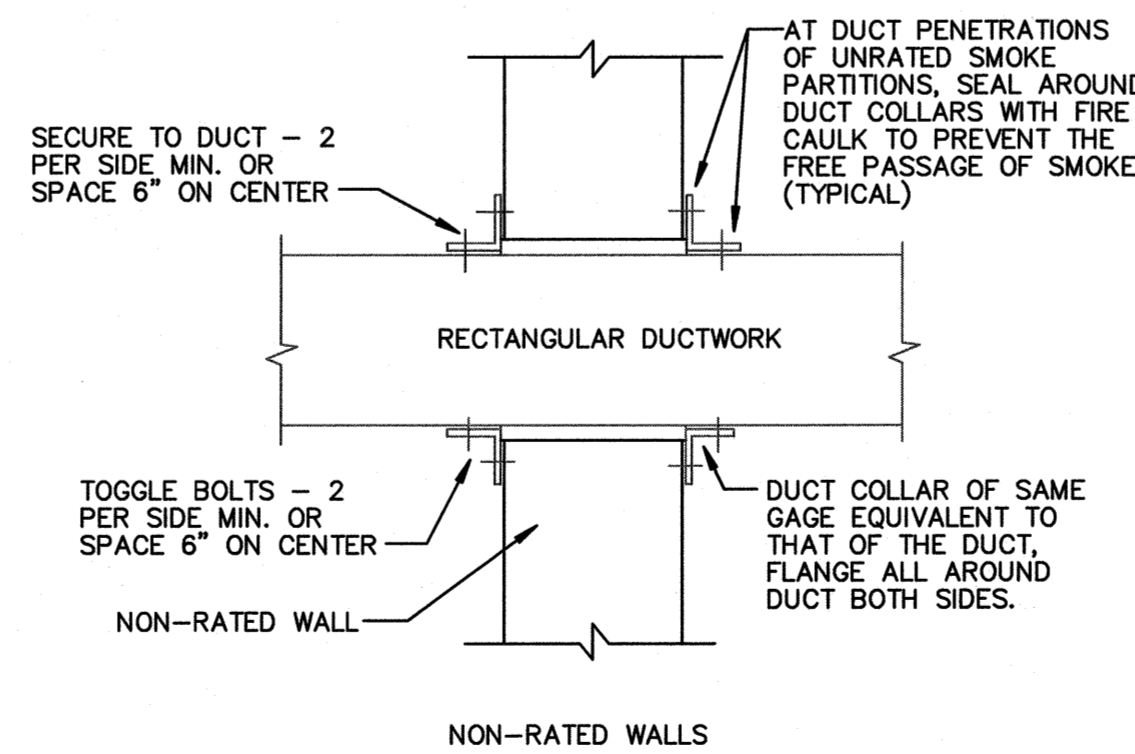 AT DUCT PENETRATIONS
OF UNRATED SMOKE
PARTITIONS, SEAL AROUND
DUCT COLLARS WITH FIRE
CAULK TO PREVENT THE
FREE PASSAGE OF SMOKE
(TYPICAL)
SECURE TO DUCT – 2
PER SIDE MIN. OR
SPACE 6" ON CENTER
RECTANGULAR DUCTWORK
TOGGLE BOLTS – 2
PER SIDE MIN. OR
SPACE 6" ON CENTER
DUCT COLLAR OF SAME
GAGE EQUIVALENT TO
THAT OF THE DUCT,
FLANGE ALL AROUND
DUCT BOTH SIDES.
NON–RATED WALL
NON–RATED WALLS